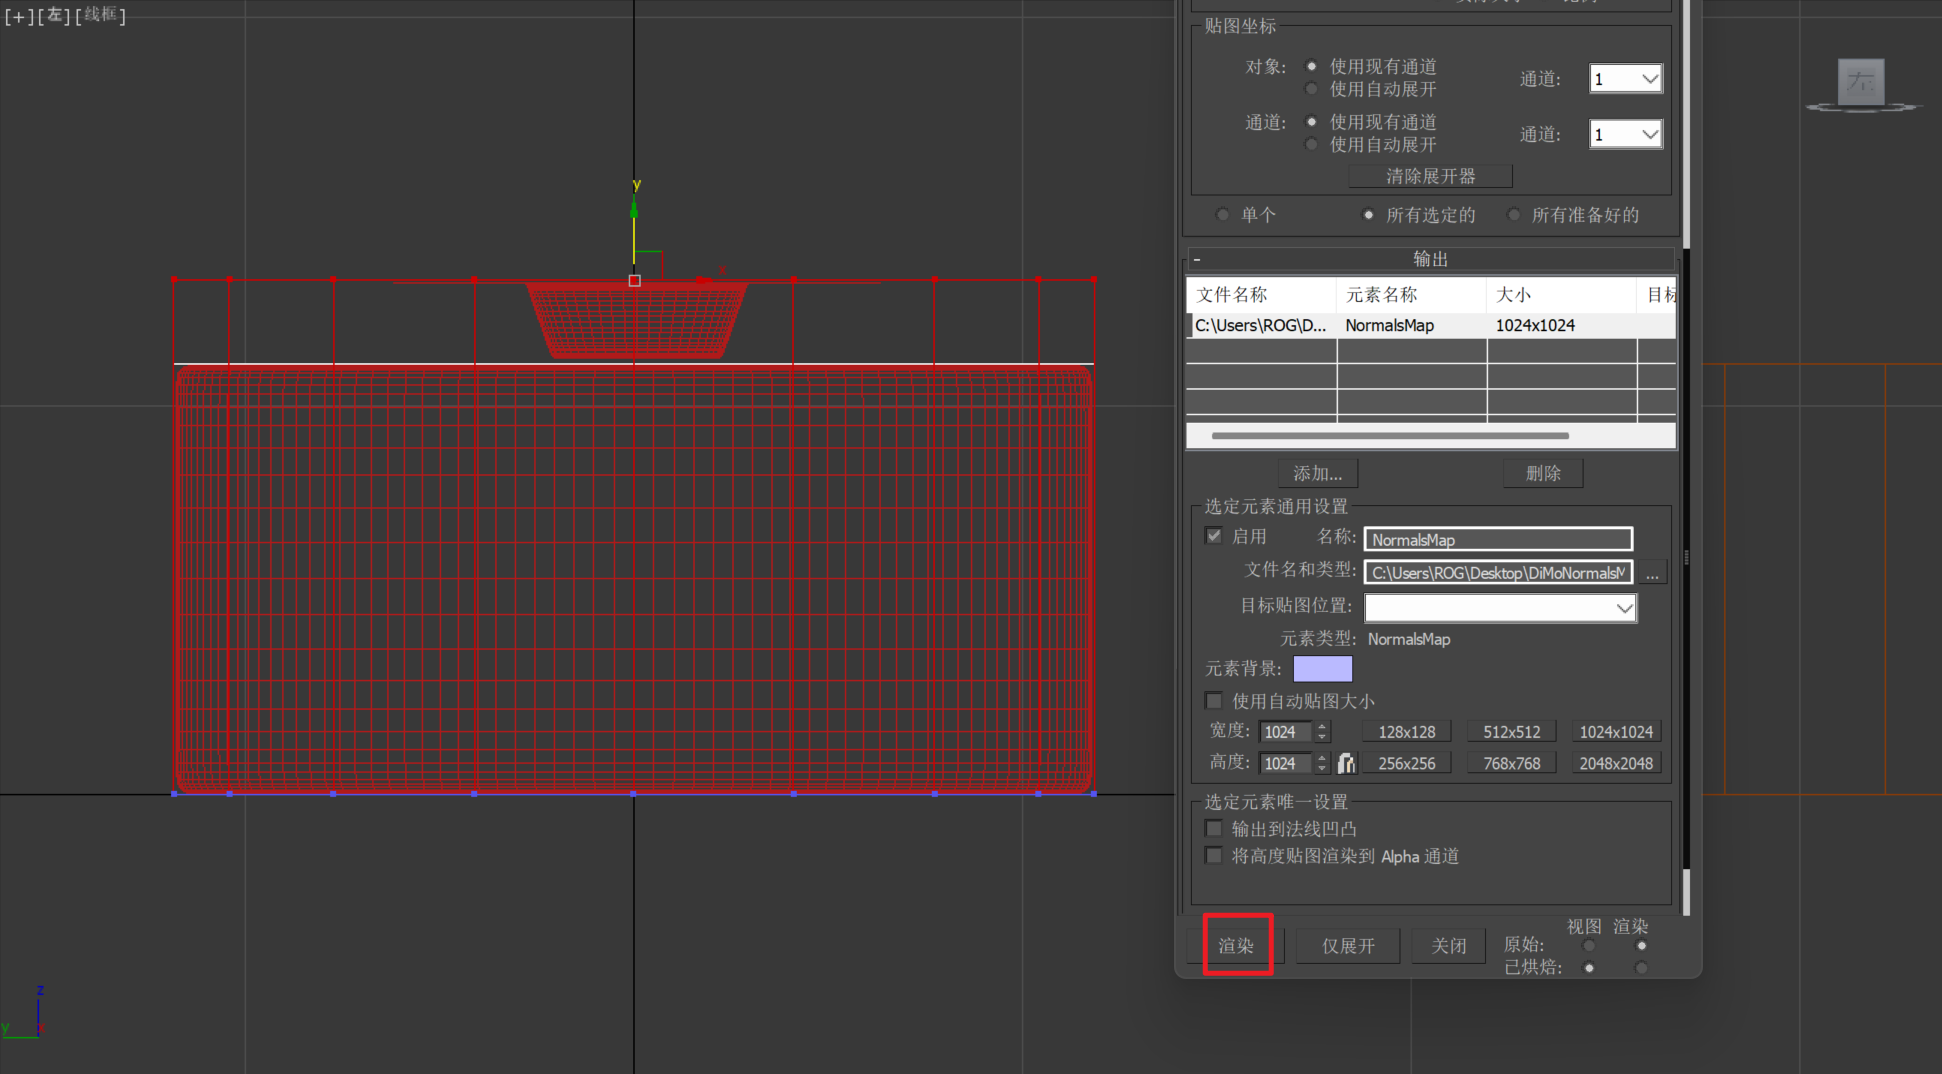 [+][左][线框]
贴图坐标
对象: 使用现有通道 通道: 1
使用自动展开
通道: 使用现有通道 通道: 1
使用自动展开
清除展开器
单个 所有选定的 所有准备好的
- 输出
文件名称 元素名称 大小 目标
C:\Users\ROG\D... NormalsMap 1024x1024
添加... 删除
选定元素通用设置
启用 名称: NormalsMap
文件名和类型: C:\Users\ROG\Desktop\DiMoNormalsM ...
目标贴图位置:
元素类型: NormalsMap
元素背景:
使用自动贴图大小
宽度: 1024 128x128 512x512 1024x1024
高度: 1024 256x256 768x768 2048x2048
选定元素唯一设置
输出到法线凹凸
将高度贴图渲染到 Alpha 通道
视图 渲染
渲染 仅展开 关闭 原始:
已烘焙:
左
y
x
z
y
x